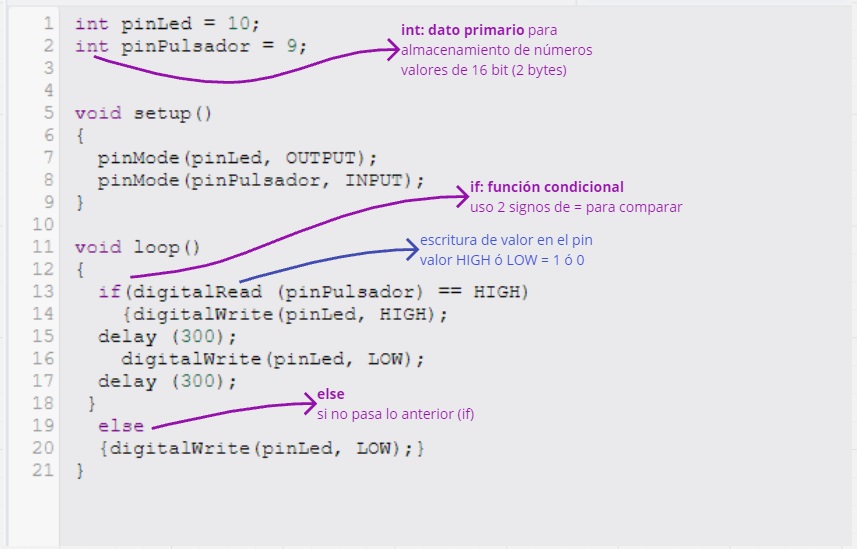 1 int pinLed = 10;
2 int pinPulsador = 9;
int: dato primario para
almacenamiento de números
valores de 16 bit (2 bytes)
3
4
5 void setup()
6 {
7 pinMode(pinLed, OUTPUT);
8 pinMode(pinPulsador, INPUT);
9 }
if: función condicional
uso 2 signos de = para comparar
10
11 void loop()
12 {
escritura de valor en el pin
valor HIGH ó LOW = 1 ó 0
13 if(digitalRead (pinPulsador) == HIGH)
14 {digitalWrite(pinLed, HIGH);
15 delay (300);
16 digitalWrite(pinLed, LOW);
17 delay (300);
18 }
else
si no pasa lo anterior (if)
19 else
20 {digitalWrite(pinLed, LOW);}
21 }